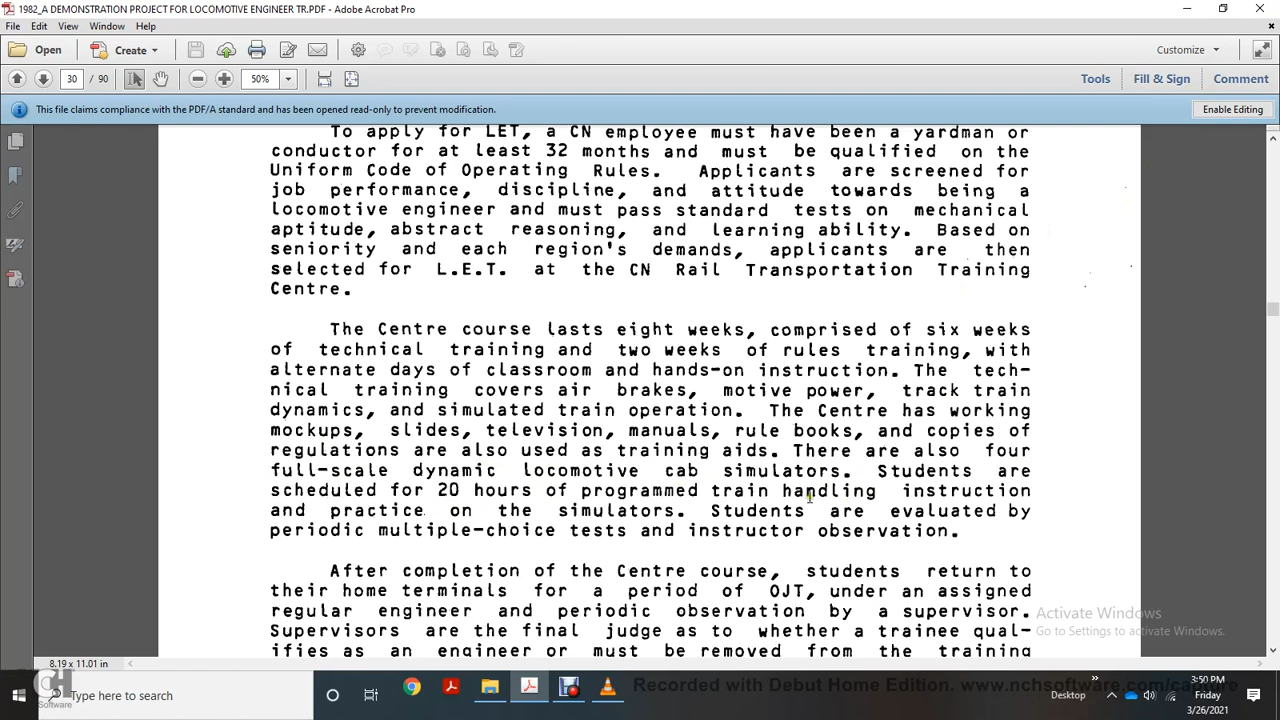 1982_A DEMONSTRATION PROJECT FOR LOCOMOTIVE ENGINEER TR.PDF - Adobe Acrobat Pro
File Edit View Window Help
Open Create Customize
30 / 90 50% Tools Fill & Sign Comment
This file claims compliance with the PDF/A standard and has been opened read-only to prevent modification. Enable Editing
To apply for LET, a CN employee must have been a yardman or
conductor for at least 32 months and must be qualified on the
Uniform Code of Operating Rules. Applicants are screened for
job performance, discipline, and attitude towards being a
locomotive engineer and must pass standard tests on mechanical
aptitude, abstract reasoning, and learning ability. Based on
seniority and each region's demands, applicants are then
selected for L.E.T. at the CN Rail Transportation Training
Centre.
The Centre course lasts eight weeks, comprised of six weeks
of technical training and two weeks of rules training, with
alternate days of classroom and hands-on instruction. The tech-
nical training covers air brakes, motive power, track train
dynamics, and simulated train operation. The Centre has working
mockups, slides, television, manuals, rule books, and copies of
regulations are also used as training aids. There are also four
full-scale dynamic locomotive cab simulators. Students are
scheduled for 20 hours of programmed train handling instruction
and practice on the simulators. Students are evaluated by
periodic multiple-choice tests and instructor observation.
After completion of the Centre course, students return to
their home terminals for a period of OJT, under an assigned
regular engineer and periodic observation by a supervisor.
Supervisors are the final judge as to whether a trainee qual-
ifies as an engineer or must be removed from the training
Activate Windows
Go to Settings to activate Windows.
8.19 x 11.01 in
CH Software
Type here to search
Recorded with Debut Home Edition. www.nchsoftware.com/capture
Desktop
3:50 PM
Friday
3/26/2021